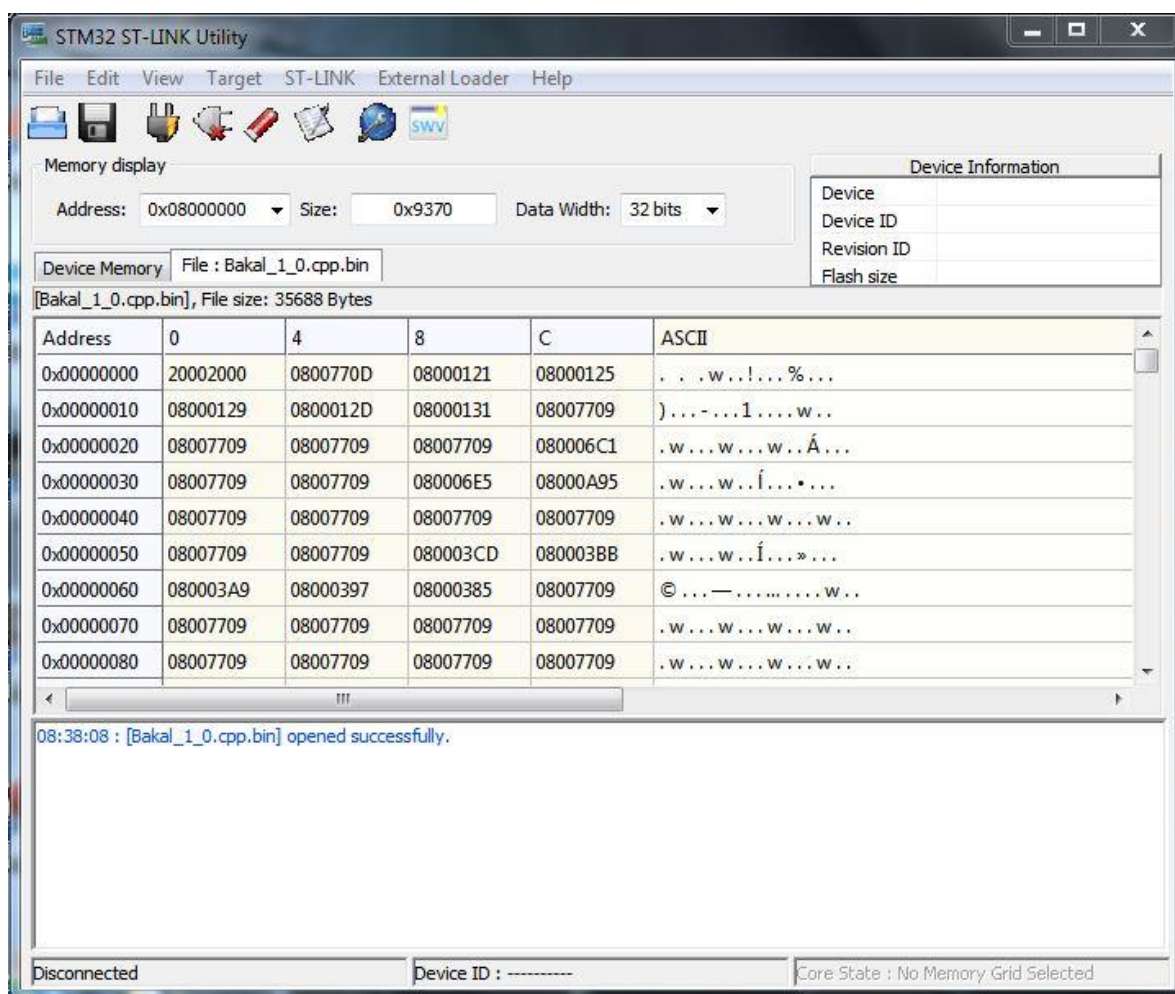 STM32 ST-LINK Utility
File Edit View Target ST-LINK External Loader Help
SWV
Memory display
Address: 0x08000000 Size: 0x9370 Data Width: 32 bits
Device Information
Device
Device ID
Revision ID
Flash size
Device Memory File : Bakal_1_0.cpp.bin
[Bakal_1_0.cpp.bin], File size: 35688 Bytes
Address 0 4 8 C ASCII
0x00000000 20002000 0800770D 08000121 08000125 . . .w..!...%...
0x00000010 08000129 0800012D 08000131 08007709 )...-...1....w..
0x00000020 08007709 08007709 08007709 080006C1 .w...w...w..Á...
0x00000030 08007709 08007709 080006E5 08000A95 .w...w..ĺ...•...
0x00000040 08007709 08007709 08007709 08007709 .w...w...w...w..
0x00000050 08007709 08007709 080003CD 080003BB .w...w..Í...»...
0x00000060 080003A9 08000397 08000385 08007709 ©...—...…....w..
0x00000070 08007709 08007709 08007709 08007709 .w...w...w...w..
0x00000080 08007709 08007709 08007709 08007709 .w...w...w...w..
08:38:08 : [Bakal_1_0.cpp.bin] opened successfully.
Disconnected Device ID : ---------- Core State : No Memory Grid Selected